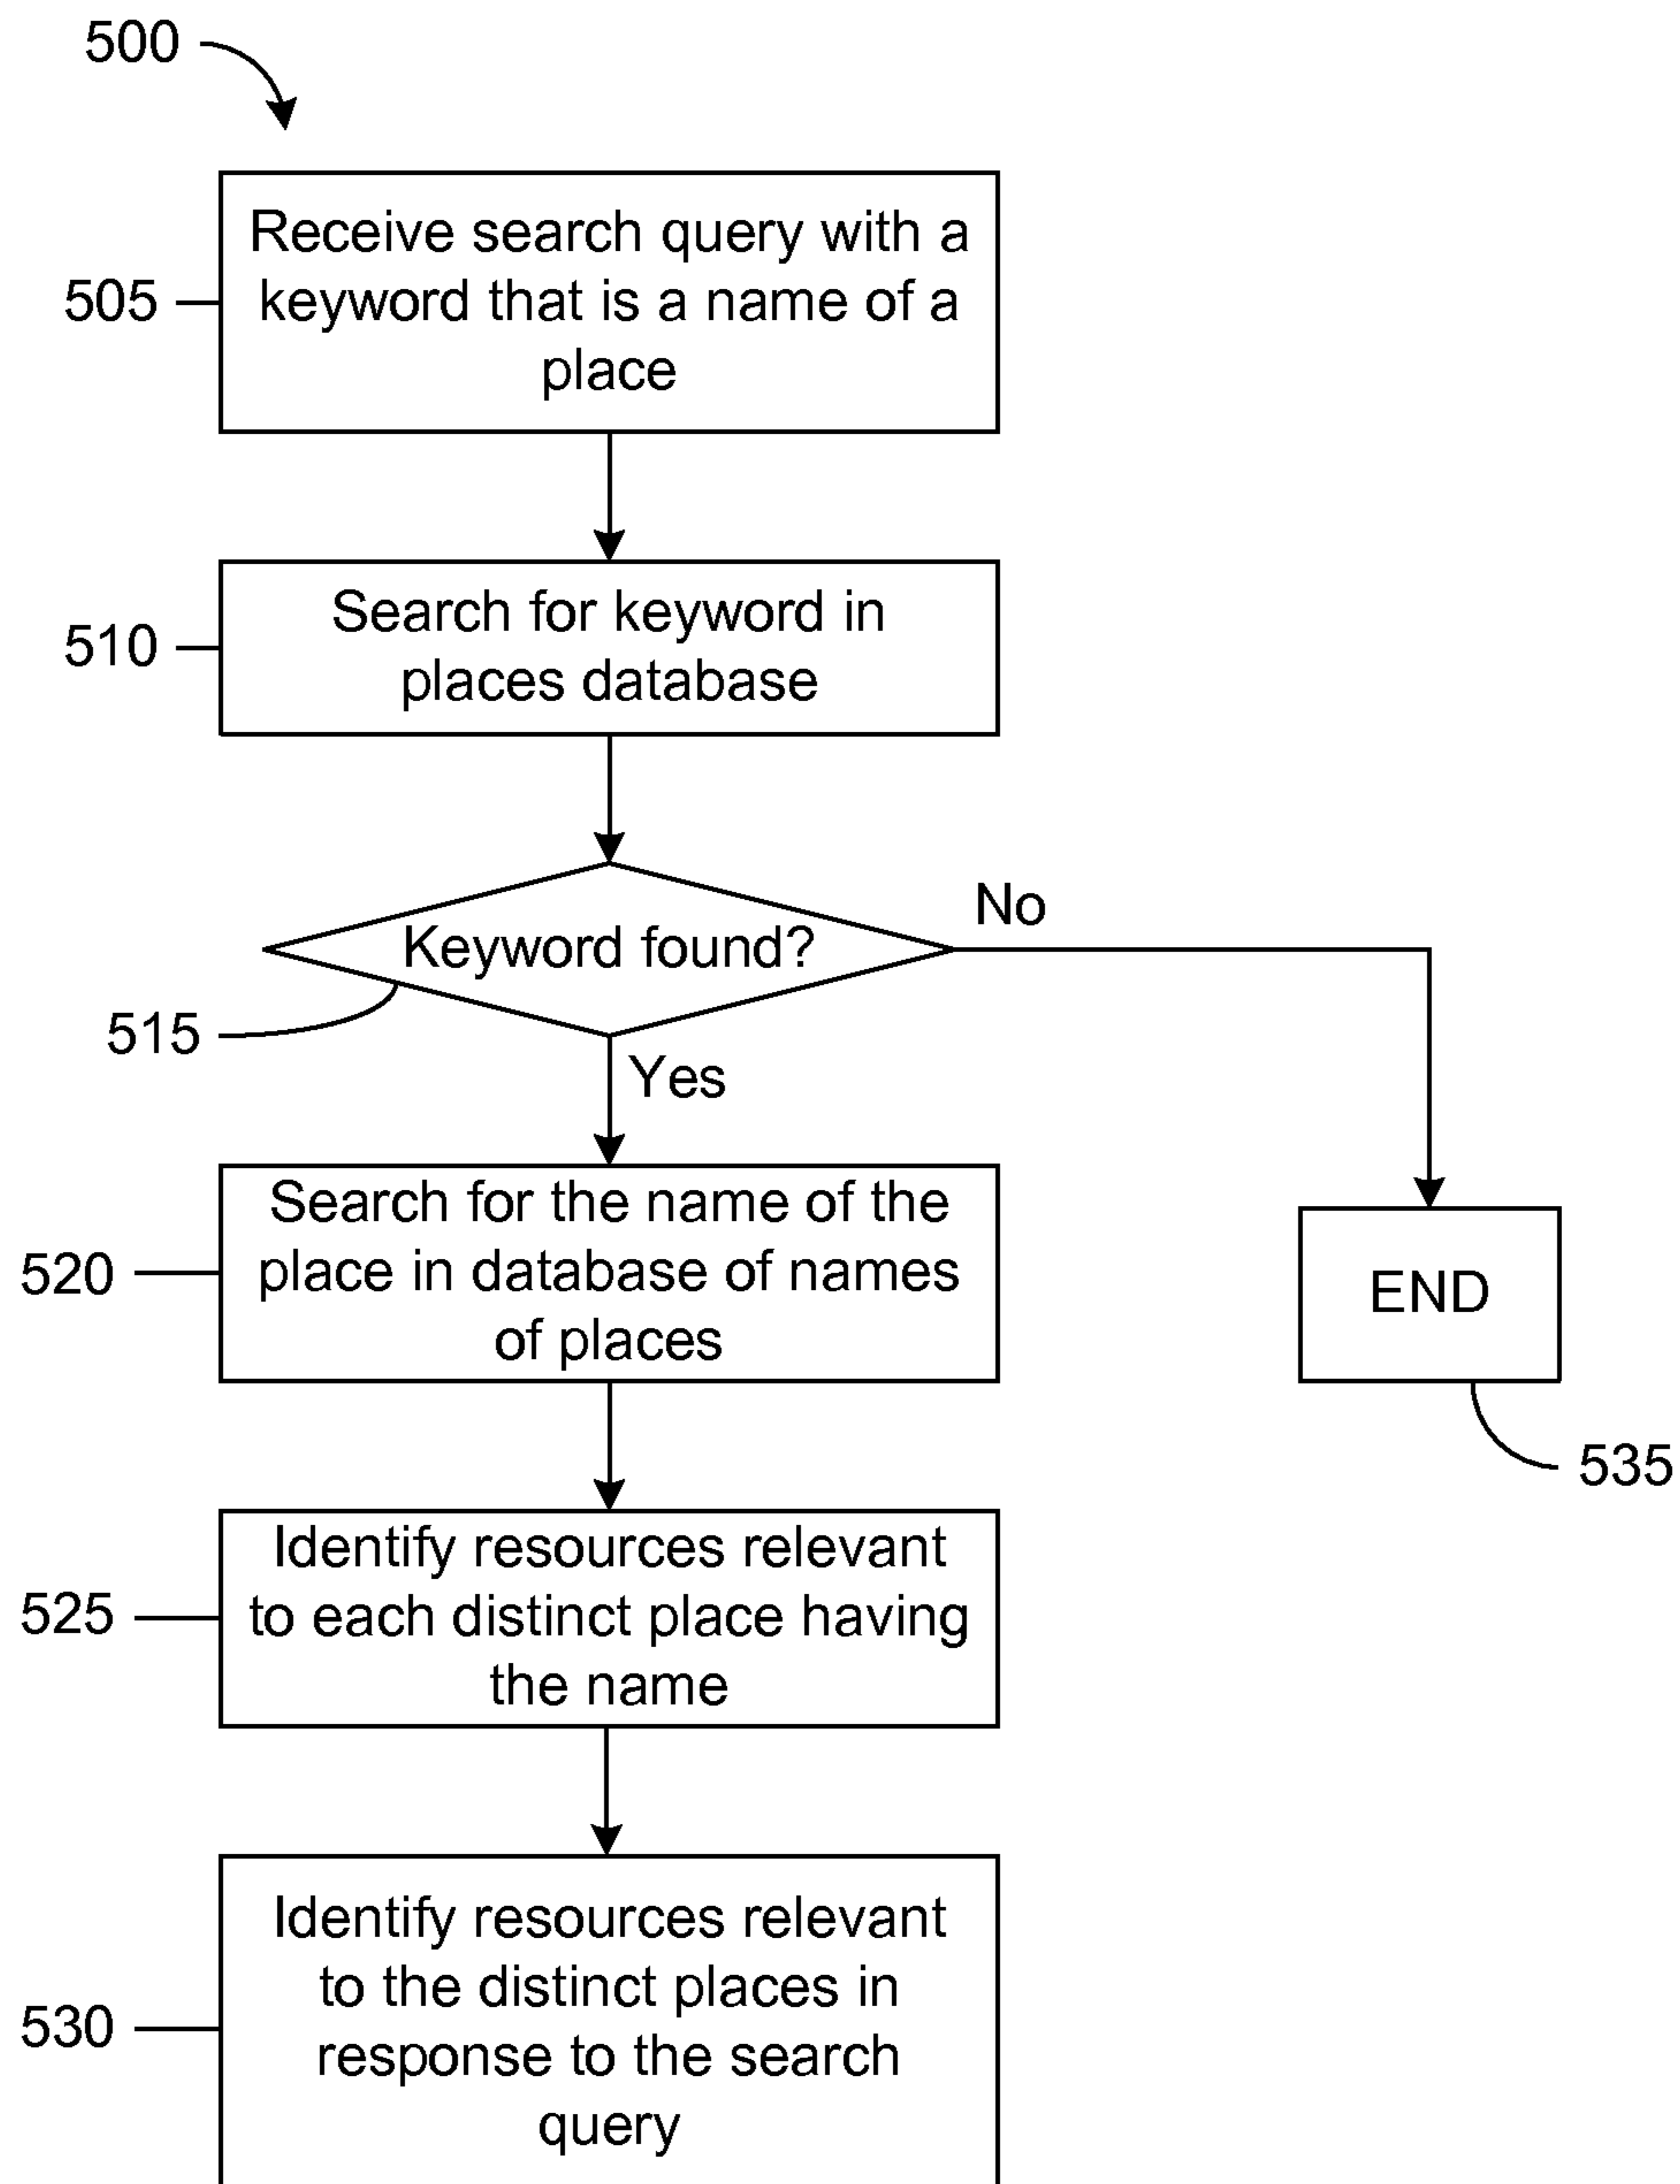 500
505
Receive search query with a
keyword that is a name of a
place
510
Search for keyword in
places database
Keyword found?
No
515
Yes
520
Search for the name of the
place in database of names
of places
END
535
525
Identify resources relevant
to each distinct place having
the name
530
Identify resources relevant
to the distinct places in
response to the search
query